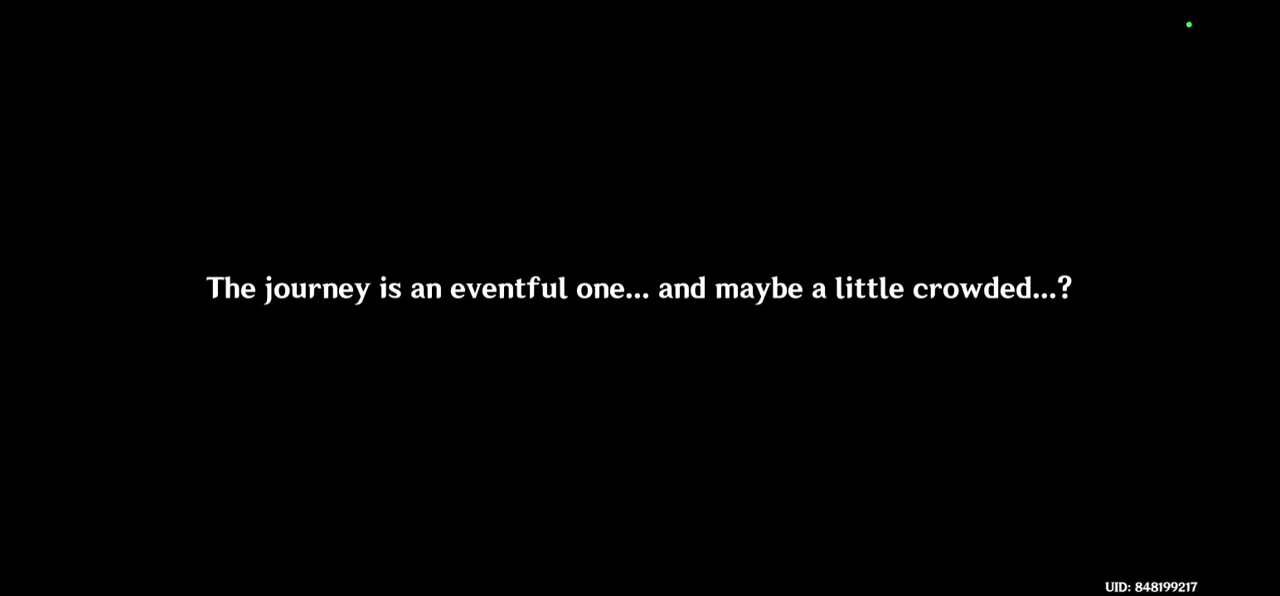 The journey is an eventful one... and maybe a little crowded...?
UID: 848199217